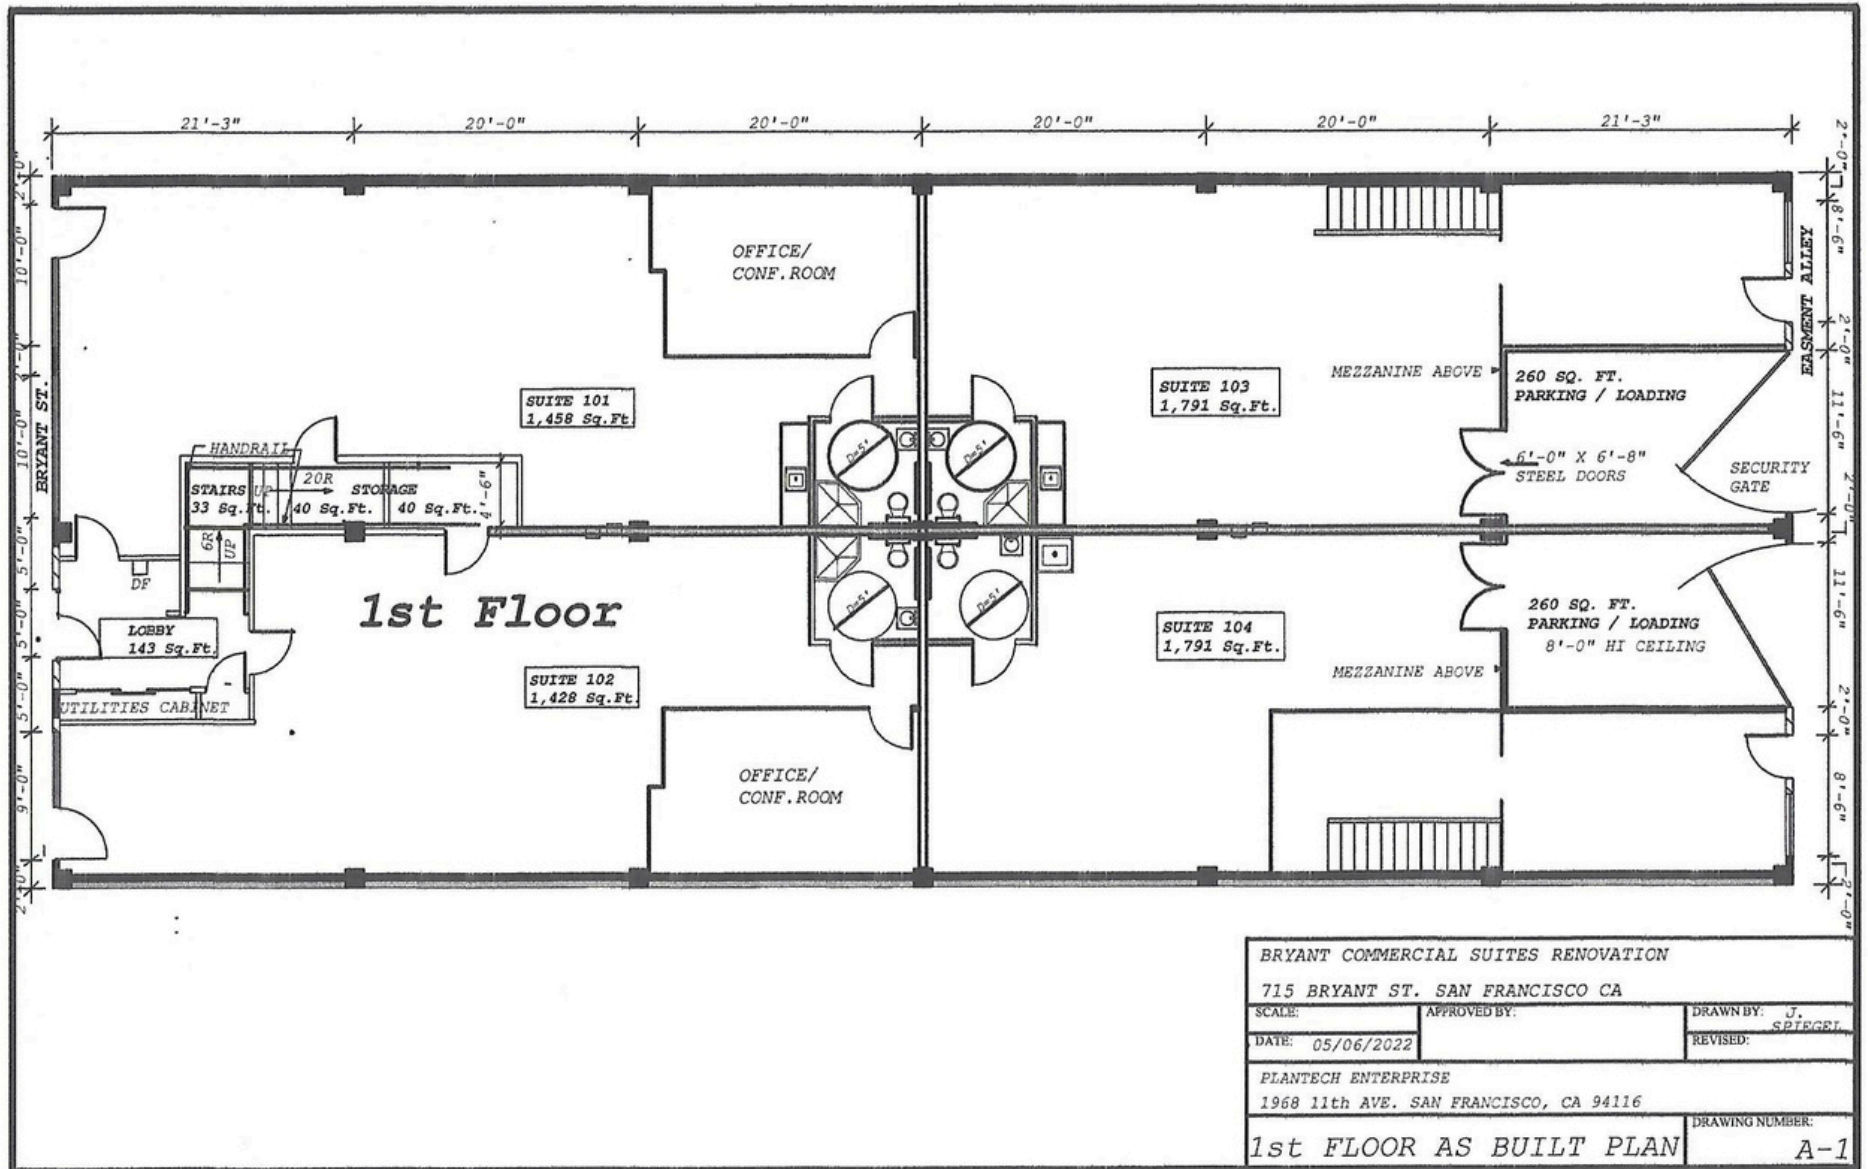 21'-3" 20'-0" 20'-0" 20'-0" 20'-0" 21'-3"
2'-0"
2'-0"
10'-0"
2'-0"
10'-0"
5'-0"
5'-0"
5'-0"
9'-0"
2'-0"
BRYANT ST.
OFFICE/
CONF.ROOM
SUITE 101
1,458 Sq.Ft.
HANDRAIL
STAIRS
33 Sq.Ft.
UP
20R
STORAGE
40 Sq.Ft.
40 Sq.Ft.
4'-6"
6R
UP
DF
LOBBY
143 Sq.Ft.
UTILITIES CABINET
1st Floor
SUITE 102
1,428 Sq.Ft.
OFFICE/
CONF.ROOM
D=5'
D=5'
D=5'
D=5'
SUITE 103
1,791 Sq.Ft.
MEZZANINE ABOVE
260 SQ. FT.
PARKING / LOADING
6'-0" X 6'-8"
STEEL DOORS
SECURITY
GATE
SUITE 104
1,791 Sq.Ft.
MEZZANINE ABOVE
260 SQ. FT.
PARKING / LOADING
8'-0" HI CEILING
EASMENT ALLEY
8'-6"
2'-0"
11'-6"
2'-0"
11'-6"
2'-0"
8'-6"
2'-0"
BRYANT COMMERCIAL SUITES RENOVATION
715 BRYANT ST. SAN FRANCISCO CA
SCALE:
APPROVED BY:
DRAWN BY: J.
SPIEGEL
DATE: 05/06/2022
REVISED:
PLANTECH ENTERPRISE
1968 11th AVE. SAN FRANCISCO, CA 94116
1st FLOOR AS BUILT PLAN
DRAWING NUMBER:
A-1